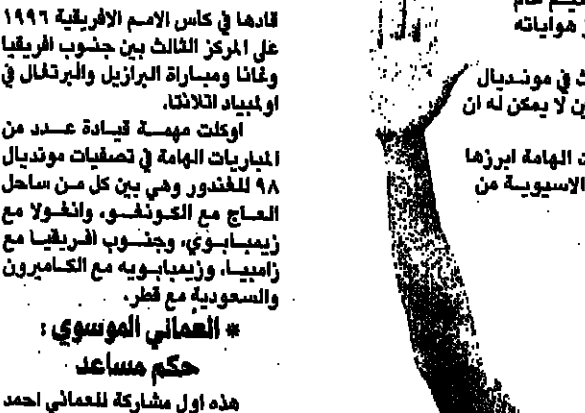 قادها في كأس الامم الافريقية ١٩٩٦
على المركز الثالث بين جنوب افريقيا
وغانا ومباراة البرازيل والبرتغال في
اولمبياد اتلانتا.
اوكلت مهمة قيادة عدد من
المباريات الهامة في تصفيات مونديال
٩٨ للغندور وهي بين كل من ساحل
العاج مع الكونغو، وانغولا مع
زيمبابوي، وجنوب افريقيا مع
زامبيا، وزيمبابويه مع الكاميرون
والسعودية مع قطر.
* العماني الموسوي :
حكم مساعد
هذه اول مشاركة للعماني احمد
هواياته
ث في مونديال
ن لا يمكن له ان
ت الهامة ابرزها
الاسيوية من